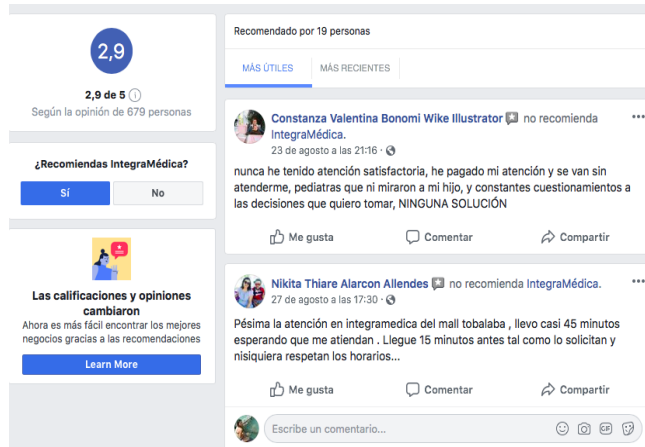 2,9
2,9 de 5
Según la opinión de 679 personas
¿Recomiendas IntegraMédica?
Sí
No
Las calificaciones y opiniones
cambiaron
Ahora es más fácil encontrar los mejores
negocios gracias a las recomendaciones
Learn More
Recomendado por 19 personas
MÁS ÚTILES
MÁS RECIENTES
Constanza Valentina Bonomi Wike Illustrator no recomienda
IntegraMédica.
23 de agosto a las 21:16 ·
nunca he tenido atención satisfactoria, he pagado mi atención y se van sin
atenderme, pediatras que ni miraron a mi hijo, y constantes cuestionamientos a
las decisiones que quiero tomar, NINGUNA SOLUCIÓN
Me gusta
Comentar
Compartir
Nikita Thiare Alarcon Allendes no recomienda IntegraMédica.
27 de agosto a las 17:30 ·
Pésima la atención en integramedica del mall tobalaba , llevo casi 45 minutos
esperando que me atiendan . Llegue 15 minutos antes tal como lo solicitan y
nisiquiera respetan los horarios...
Me gusta
Comentar
Compartir
Escribe un comentario...
GIF